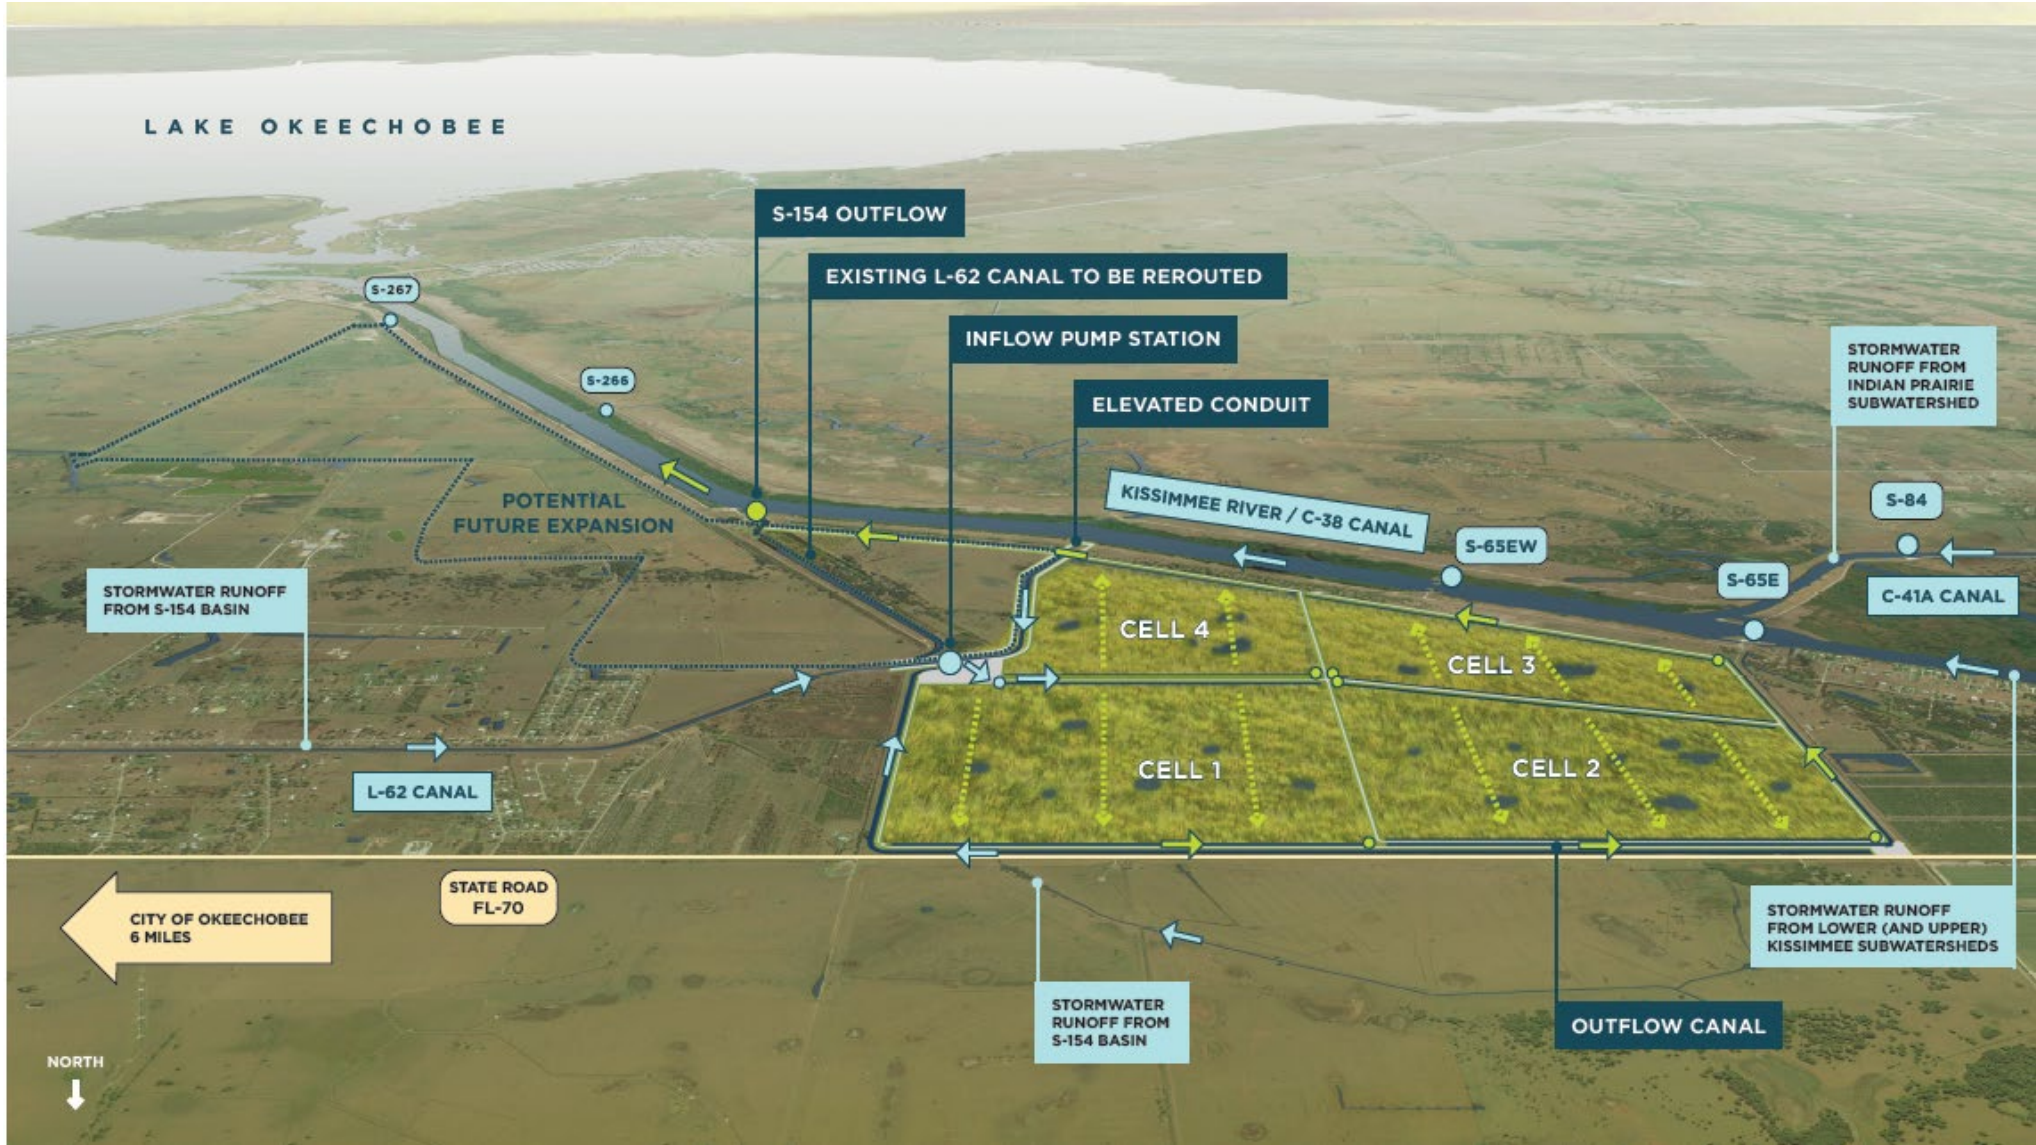 LAKE OKEECHOBEE
S-154 OUTFLOW
EXISTING L-62 CANAL TO BE REROUTED
S-267
INFLOW PUMP STATION
S-266
ELEVATED CONDUIT
STORMWATER
RUNOFF FROM
INDIAN PRAIRIE
SUBWATERSHED
KISSIMMEE RIVER / C-38 CANAL
S-84
POTENTIAL
FUTURE EXPANSION
S-65EW
S-65E
C-41A CANAL
STORMWATER RUNOFF
FROM S-154 BASIN
CELL 4
CELL 3
CELL 1
CELL 2
L-62 CANAL
STATE ROAD
FL-70
CITY OF OKEECHOBEE
6 MILES
STORMWATER RUNOFF
FROM LOWER (AND UPPER)
KISSIMMEE SUBWATERSHEDS
STORMWATER
RUNOFF FROM
S-154 BASIN
OUTFLOW CANAL
NORTH